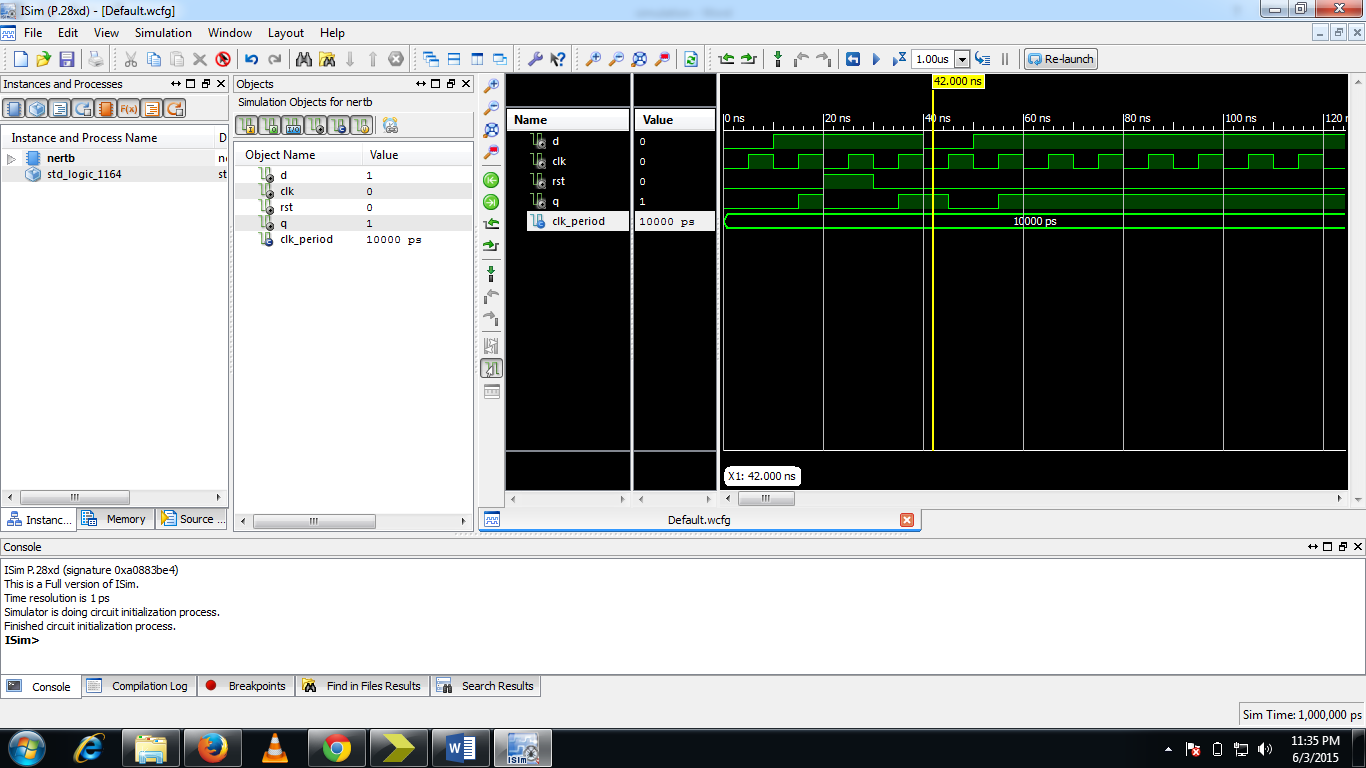 ISim (P.28xd) - [Default.wcfg]
File Edit View Simulation Window Layout Help
1.00us Re-launch
Instances and Processes
Instance and Process Name D
nertb
std_logic_1164 st
Instanc... Memory Source ...
Objects
Simulation Objects for nertb
Object Name Value
d 1
clk 0
rst 0
q 1
clk_period 10000 ps
Name Value
d 0
clk 0
rst 0
q 1
clk_period 10000 ps
42.000 ns
0 ns 20 ns 40 ns 60 ns 80 ns 100 ns 120 n
10000 ps
X1: 42.000 ns
Default.wcfg
Console
ISim P.28xd (signature 0xa0883be4)
This is a Full version of ISim.
Time resolution is 1 ps
Simulator is doing circuit initialization process.
Finished circuit initialization process.
ISim>
Console Compilation Log Breakpoints Find in Files Results Search Results
Sim Time: 1,000,000 ps
11:35 PM
6/3/2015